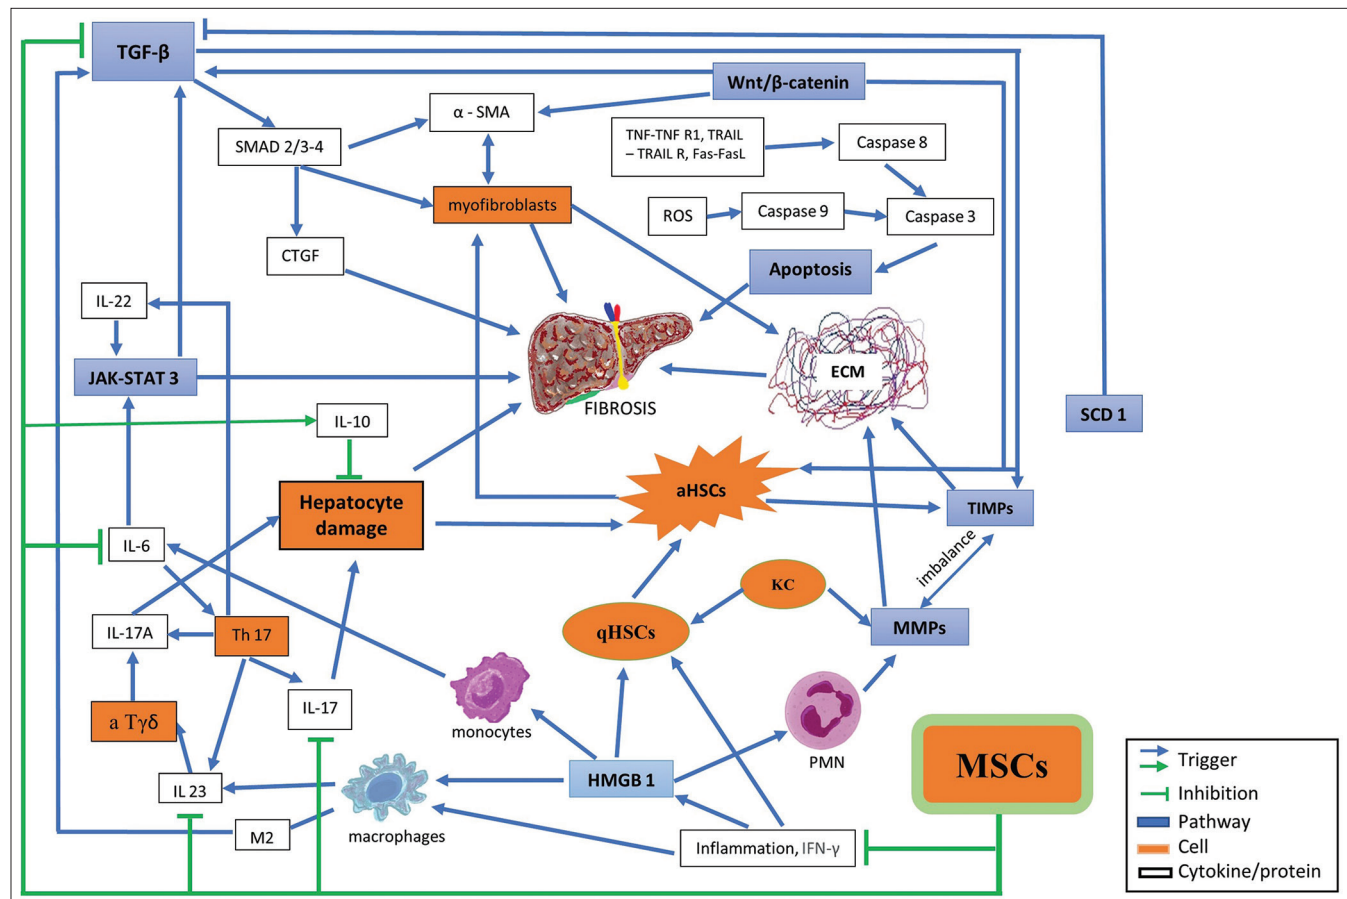 TGF-β
Wnt/β-catenin
α - SMA
TNF-TNF R1, TRAIL
– TRAIL R, Fas-FasL
Caspase 8
SMAD 2/3-4
myofibroblasts
ROS
Caspase 9
Caspase 3
CTGF
Apoptosis
IL-22
JAK-STAT 3
ECM
FIBROSIS
SCD 1
IL-10
aHSCs
Hepatocyte
damage
TIMPs
IL-6
imbalance
KC
IL-17A
Th 17
qHSCs
MMPs
a Tγδ
IL-17
monocytes
PMN
MSCs
IL 23
HMGB 1
macrophages
M2
Inflammation, IFN-γ
Trigger
Inhibition
Pathway
Cell
Cytokine/protein